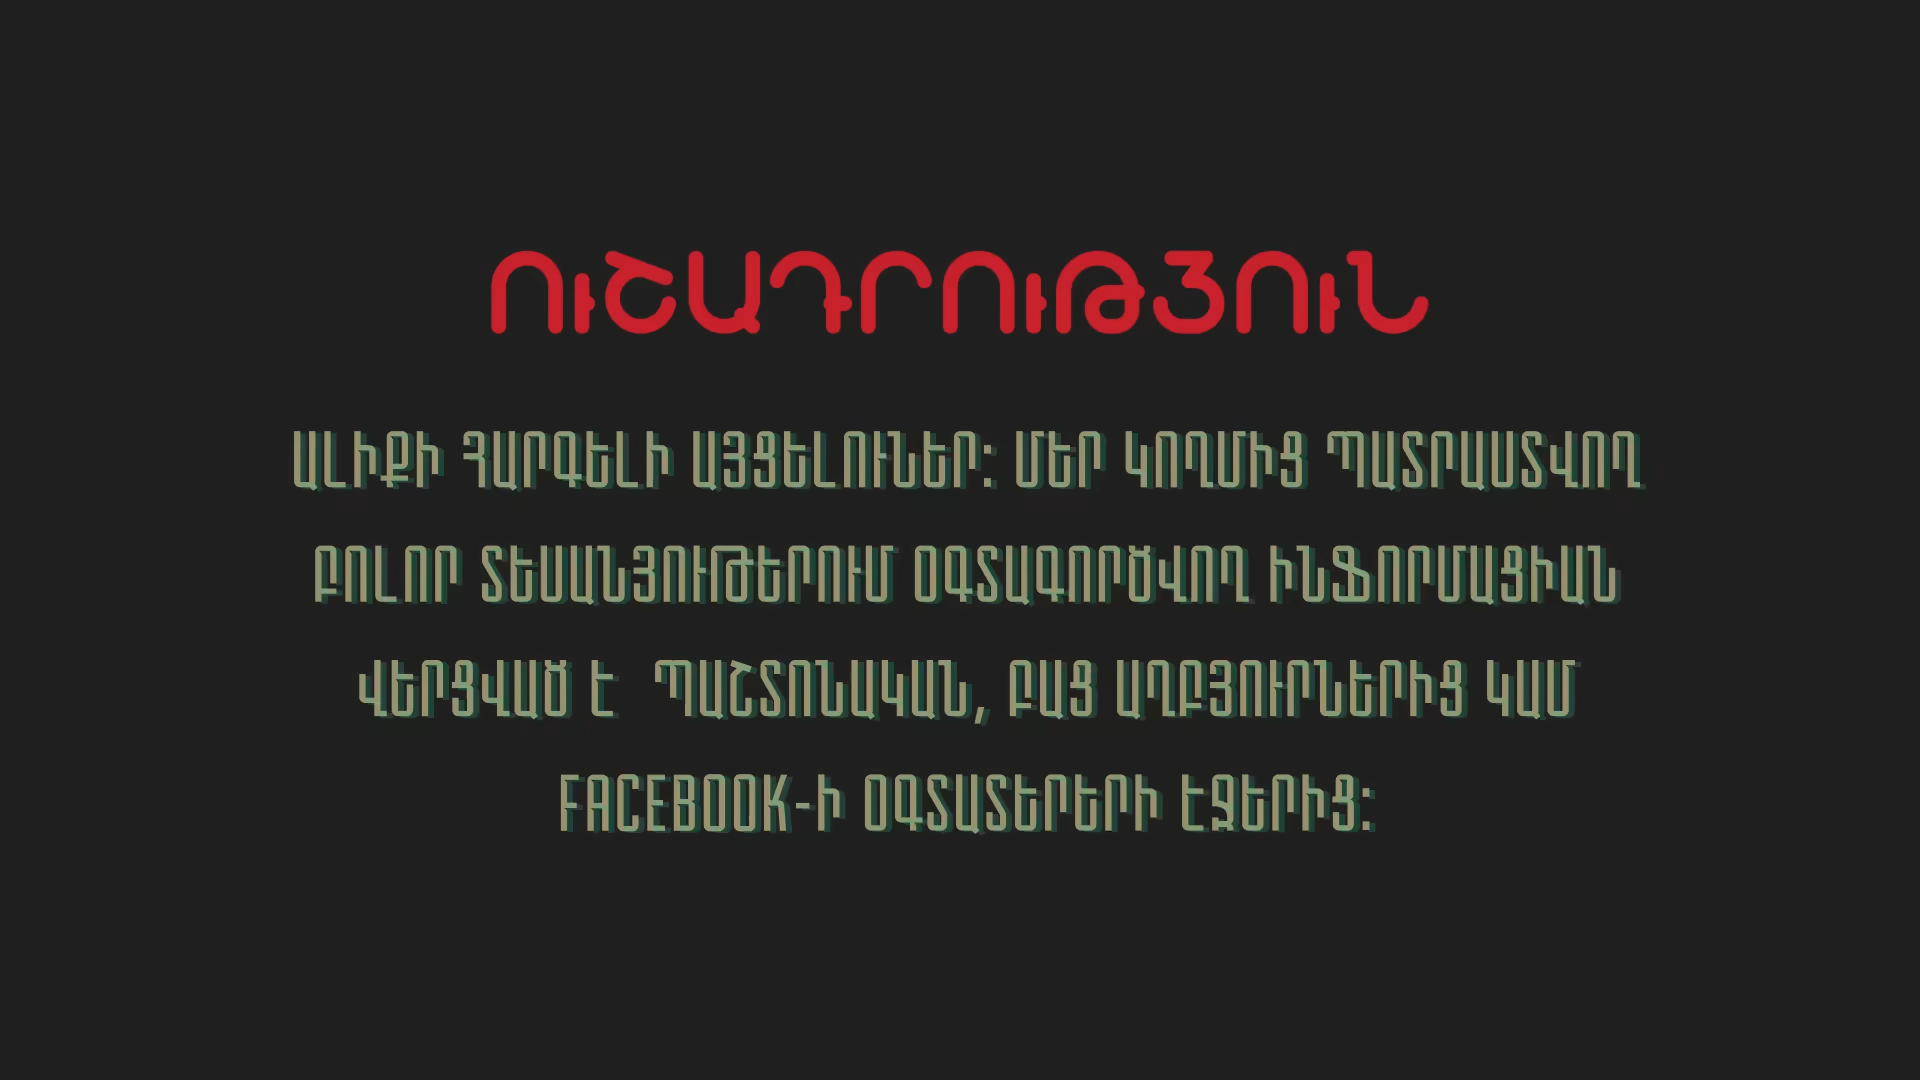 ՈւՇԱԴՐՈւԹՅՈւՆ
ԱԼԻՔԻ ՀԱՐԳԵԼԻ ԱՅՑԵԼՈՒՆԵՐ: ՄԵՐ ԿՈՂՄԻՑ ՊԱՏՐԱՍՏՎՈՂ
ԲՈԼՈՐ ՏԵՍԱՆՅՈՒԹԵՐՈՒՄ ՕԳՏԱԳՈՐԾՎՈՂ ԻՆՖՈՐՄԱՑԻԱՆ
ՎԵՐՑՎԱԾ Է ՊԱՇՏՈՆԱԿԱՆ, ԲԱՑ ԱՂԲՅՈՒՐՆԵՐԻՑ ԿԱՄ
FACEBOOK-Ի ՕԳՏԱՏԵՐԵՐԻ ԷՋԵՐԻՑ: